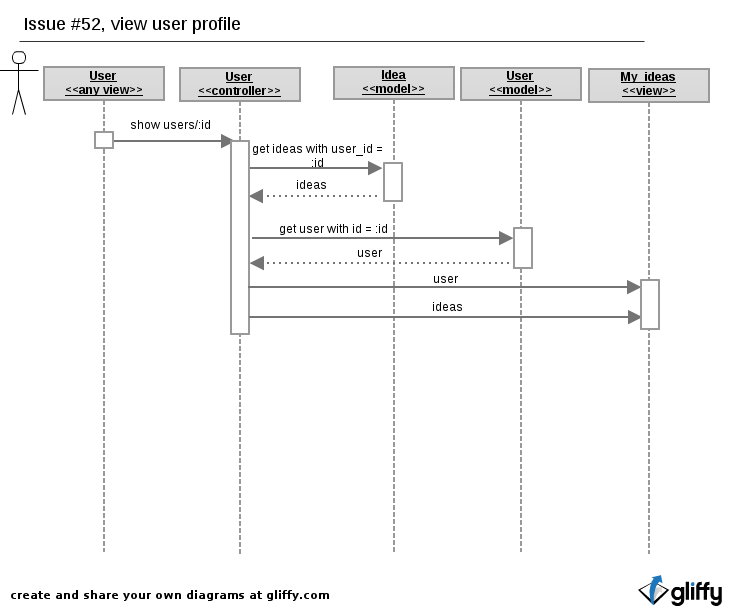 Issue #52, view user profile
User
<<any view>>
User
<<controller>>
Idea
<<model>>
User
<<model>>
My_ideas
<<view>>
show users/:id
get ideas with user_id =
:id
ideas
get user with id = :id
user
user
ideas
create and share your own diagrams at gliffy.com
gliffy